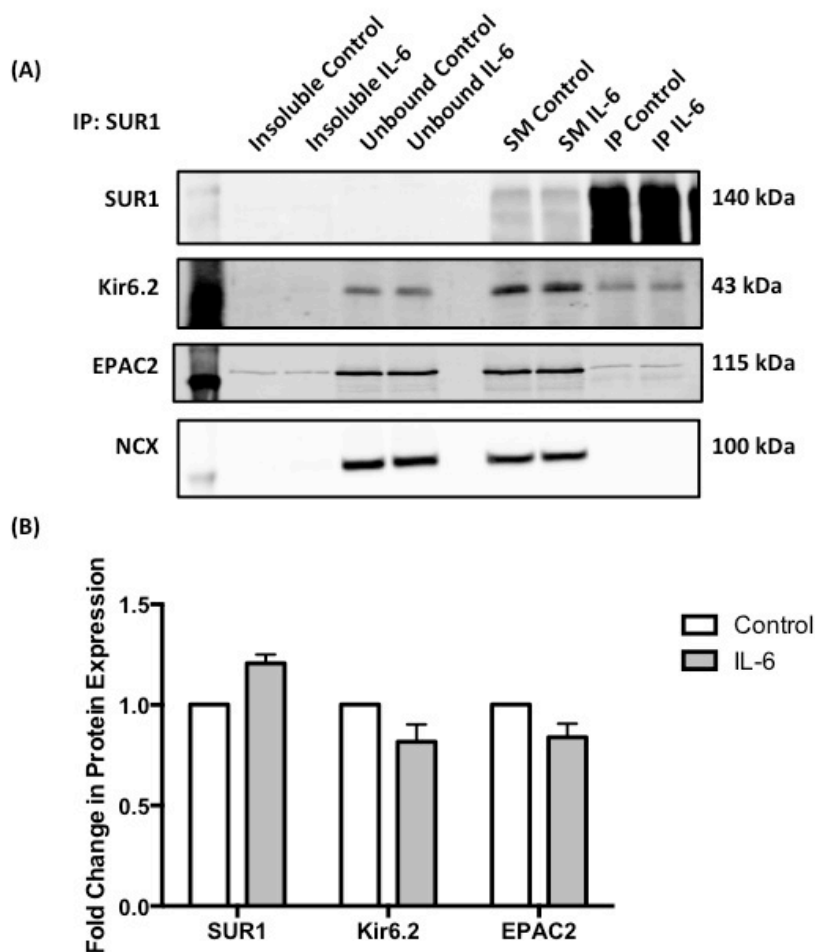 (A)
IP: SUR1
Insoluble Control
Insoluble IL-6
Unbound Control
Unbound IL-6
SM Control
SM IL-6
IP Control
IP IL-6
SUR1 140 kDa
Kir6.2 43 kDa
EPAC2 115 kDa
NCX 100 kDa
(B)
Fold Change in Protein Expression
1.5
1.0
0.5
0.0
SUR1 Kir6.2 EPAC2
Control
IL-6